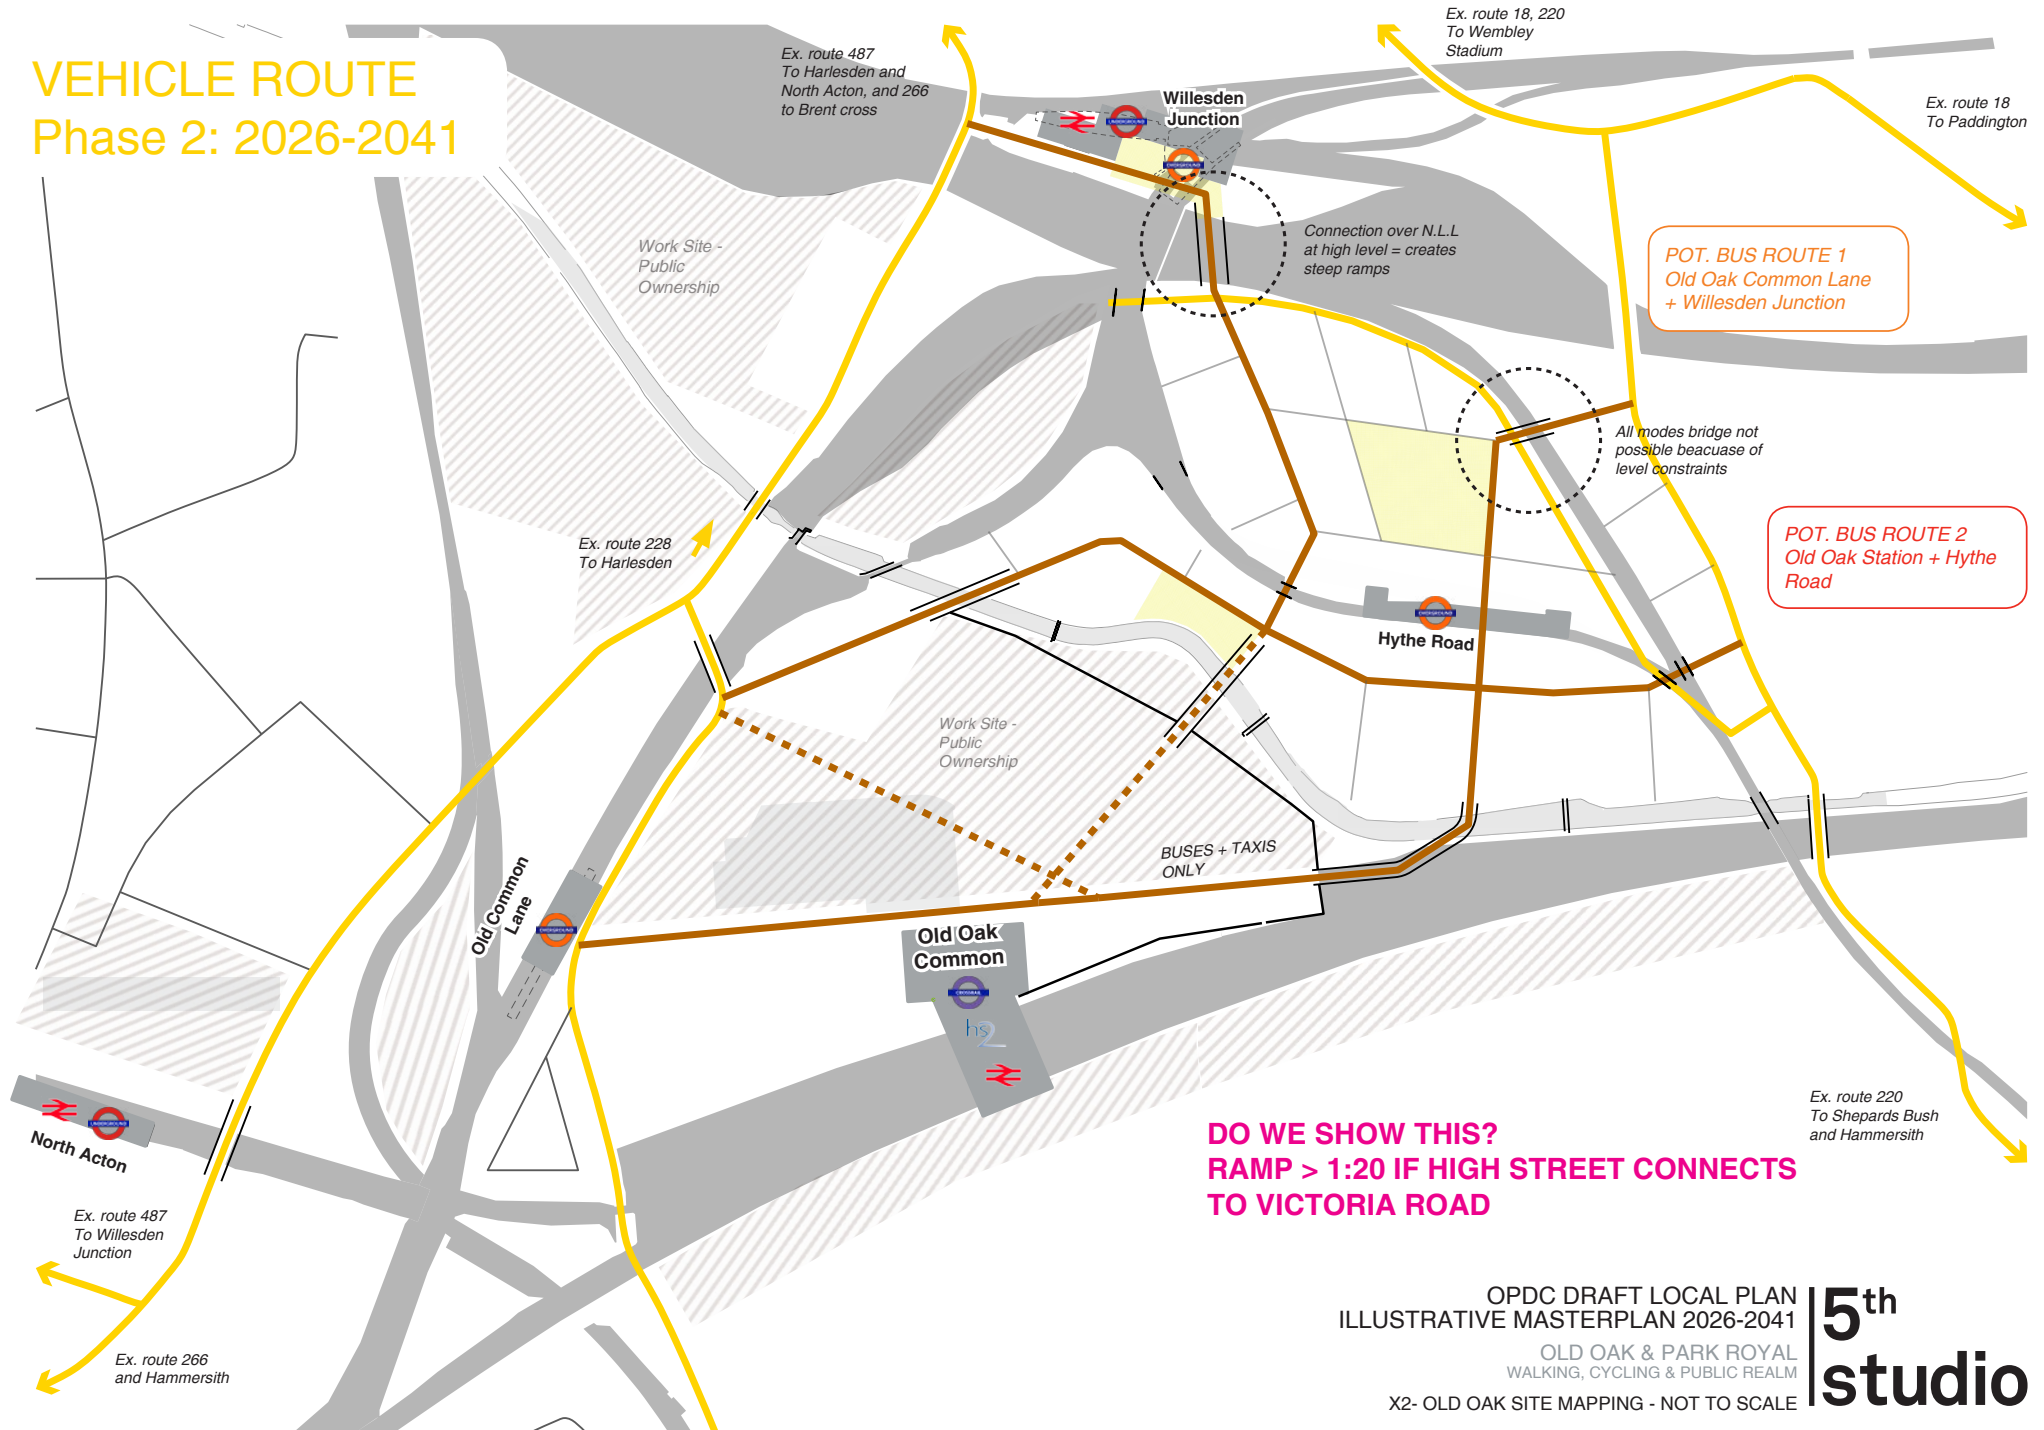 VEHICLE ROUTE
Phase 2: 2026-2041
Ex. route 487
To Harlesden and
North Acton, and 266
to Brent cross
Ex. route 18, 220
To Wembley
Stadium
Willesden
Junction
UNDERGROUND
OVERGROUND
Ex. route 18
To Paddington
Work Site -
Public
Ownership
Connection over N.L.L
at high level = creates
steep ramps
POT. BUS ROUTE 1
Old Oak Common Lane
+ Willesden Junction
All modes bridge not
possible beacuase of
level constraints
Ex. route 228
To Harlesden
POT. BUS ROUTE 2
Old Oak Station + Hythe
Road
OVERGROUND
Hythe Road
Work Site -
Public
Ownership
BUSES + TAXIS
ONLY
Old Common
Lane
OVERGROUND
Old Oak
Common
CROSSRAIL
hs2
UNDERGROUND
North Acton
Ex. route 220
To Shepards Bush
and Hammersith
DO WE SHOW THIS?
RAMP > 1:20 IF HIGH STREET CONNECTS
TO VICTORIA ROAD
Ex. route 487
To Willesden
Junction
Ex. route 266
and Hammersith
OPDC DRAFT LOCAL PLAN
ILLUSTRATIVE MASTERPLAN 2026-2041
OLD OAK & PARK ROYAL
WALKING, CYCLING & PUBLIC REALM
X2- OLD OAK SITE MAPPING - NOT TO SCALE
5th
studio